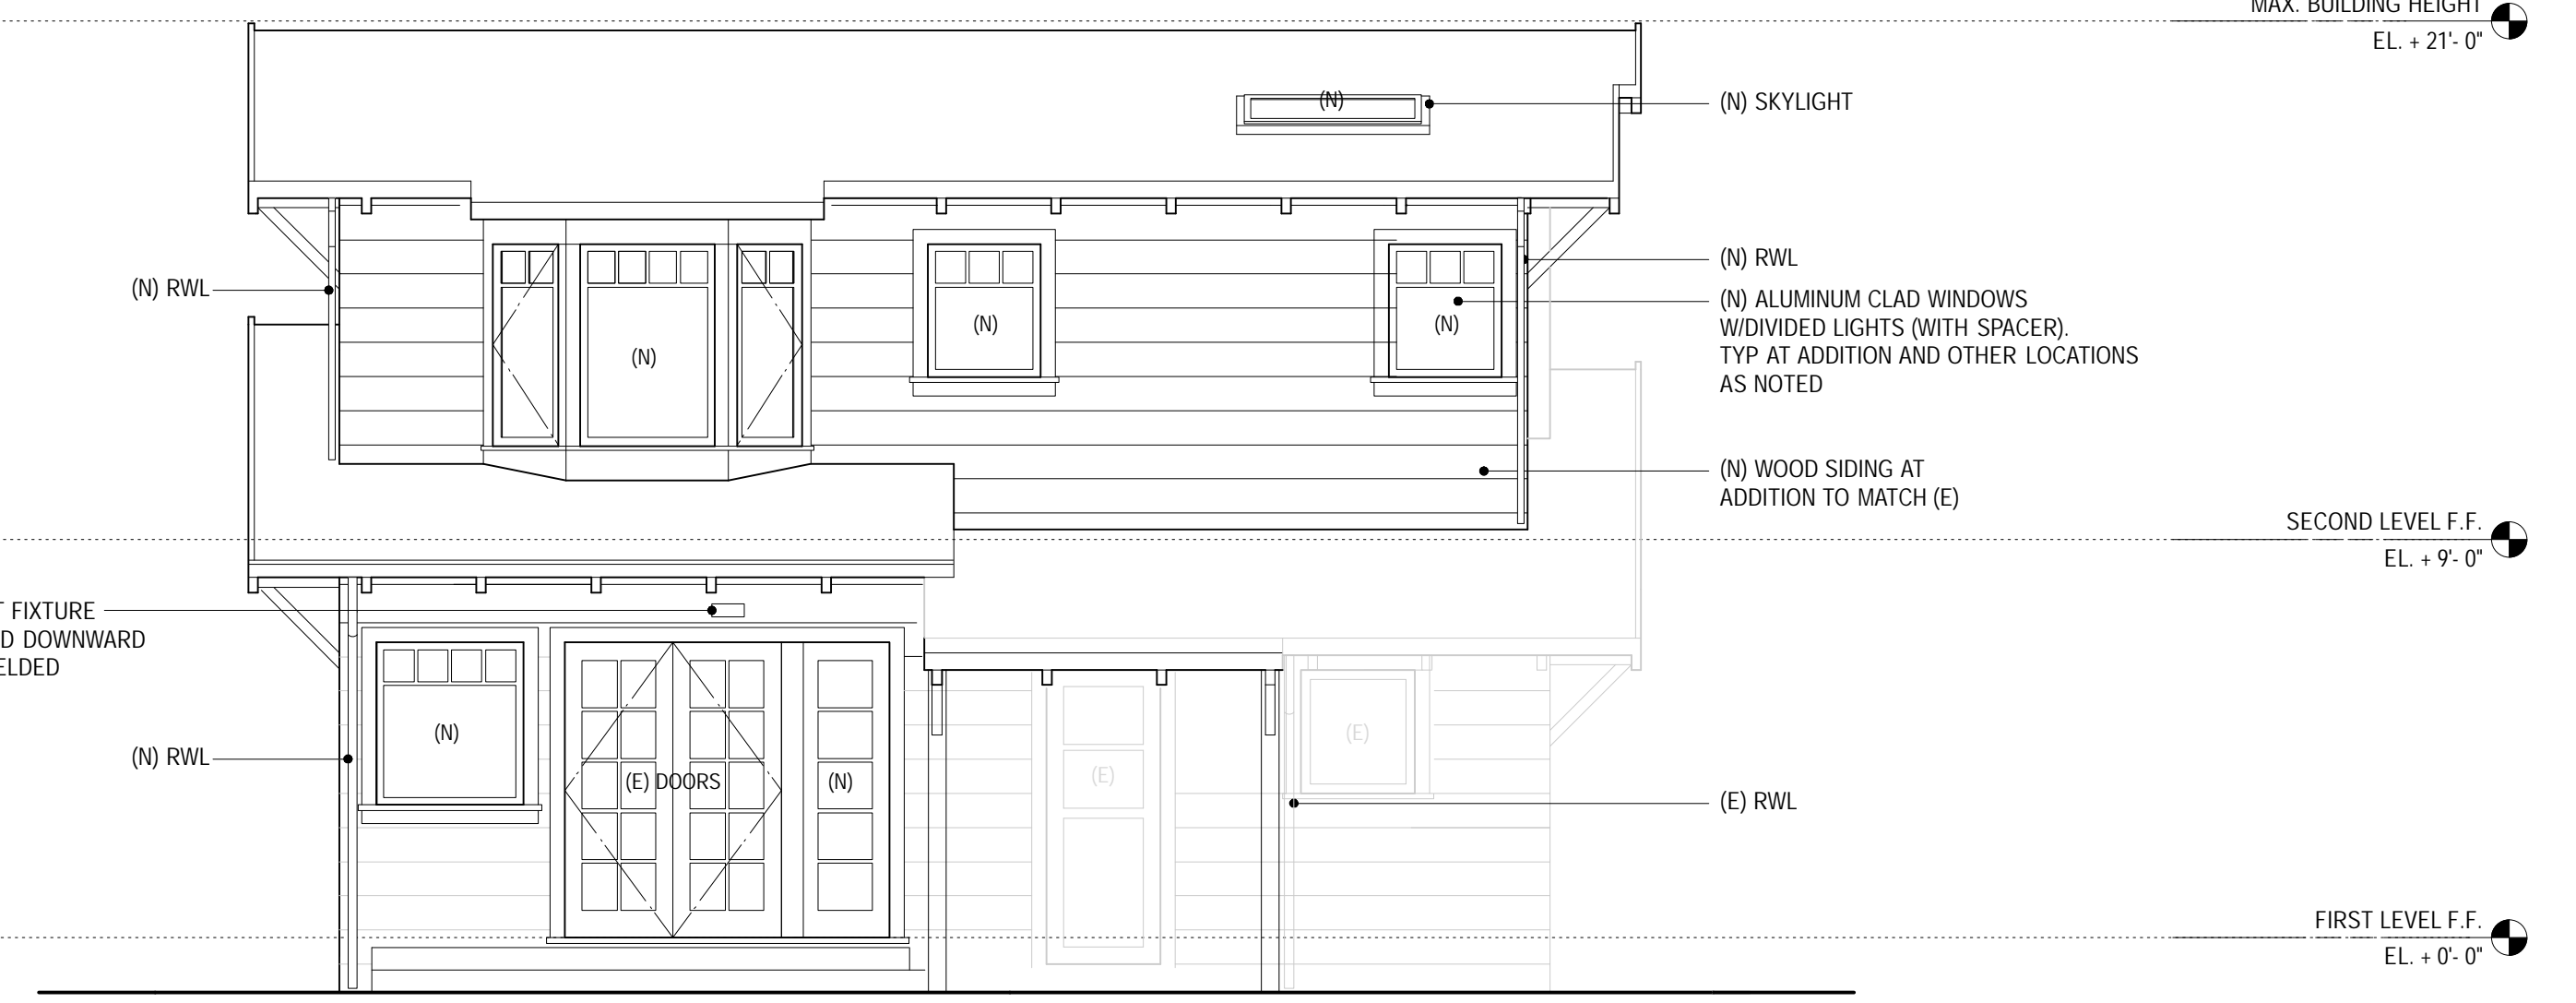 MAX. BUILDING HEIGHT
EL. + 21'- 0"
(N)
(N) SKYLIGHT
(N) RWL
(N) RWL
(N) ALUMINUM CLAD WINDOWS
W/DIVIDED LIGHTS (WITH SPACER).
TYP AT ADDITION AND OTHER LOCATIONS
AS NOTED
(N)
(N)
(N)
(N) WOOD SIDING AT
ADDITION TO MATCH (E)
SECOND LEVEL F.F.
EL. + 9'- 0"
FIXTURE
DOWNWARD
(N)
(N) RWL
(E) DOORS
(N)
(E)
(E)
(E) RWL
FIRST LEVEL F.F.
EL. + 0'- 0"